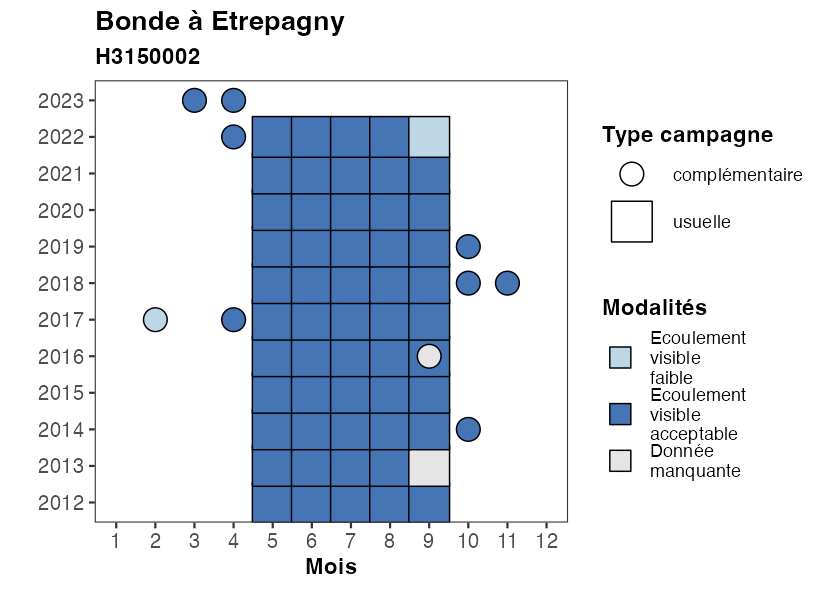 Bonde à Etrepagny
H3150002
2023
2022
2021
2020
2019
2018
2017
2016
2015
2014
2013
2012
1 2 3 4 5 6 7 8 9 10 11 12
Mois
Type campagne
complémentaire
usuelle
Modalités
Ecoulement
visible
faible
Ecoulement
visible
acceptable
Donnée
manquante